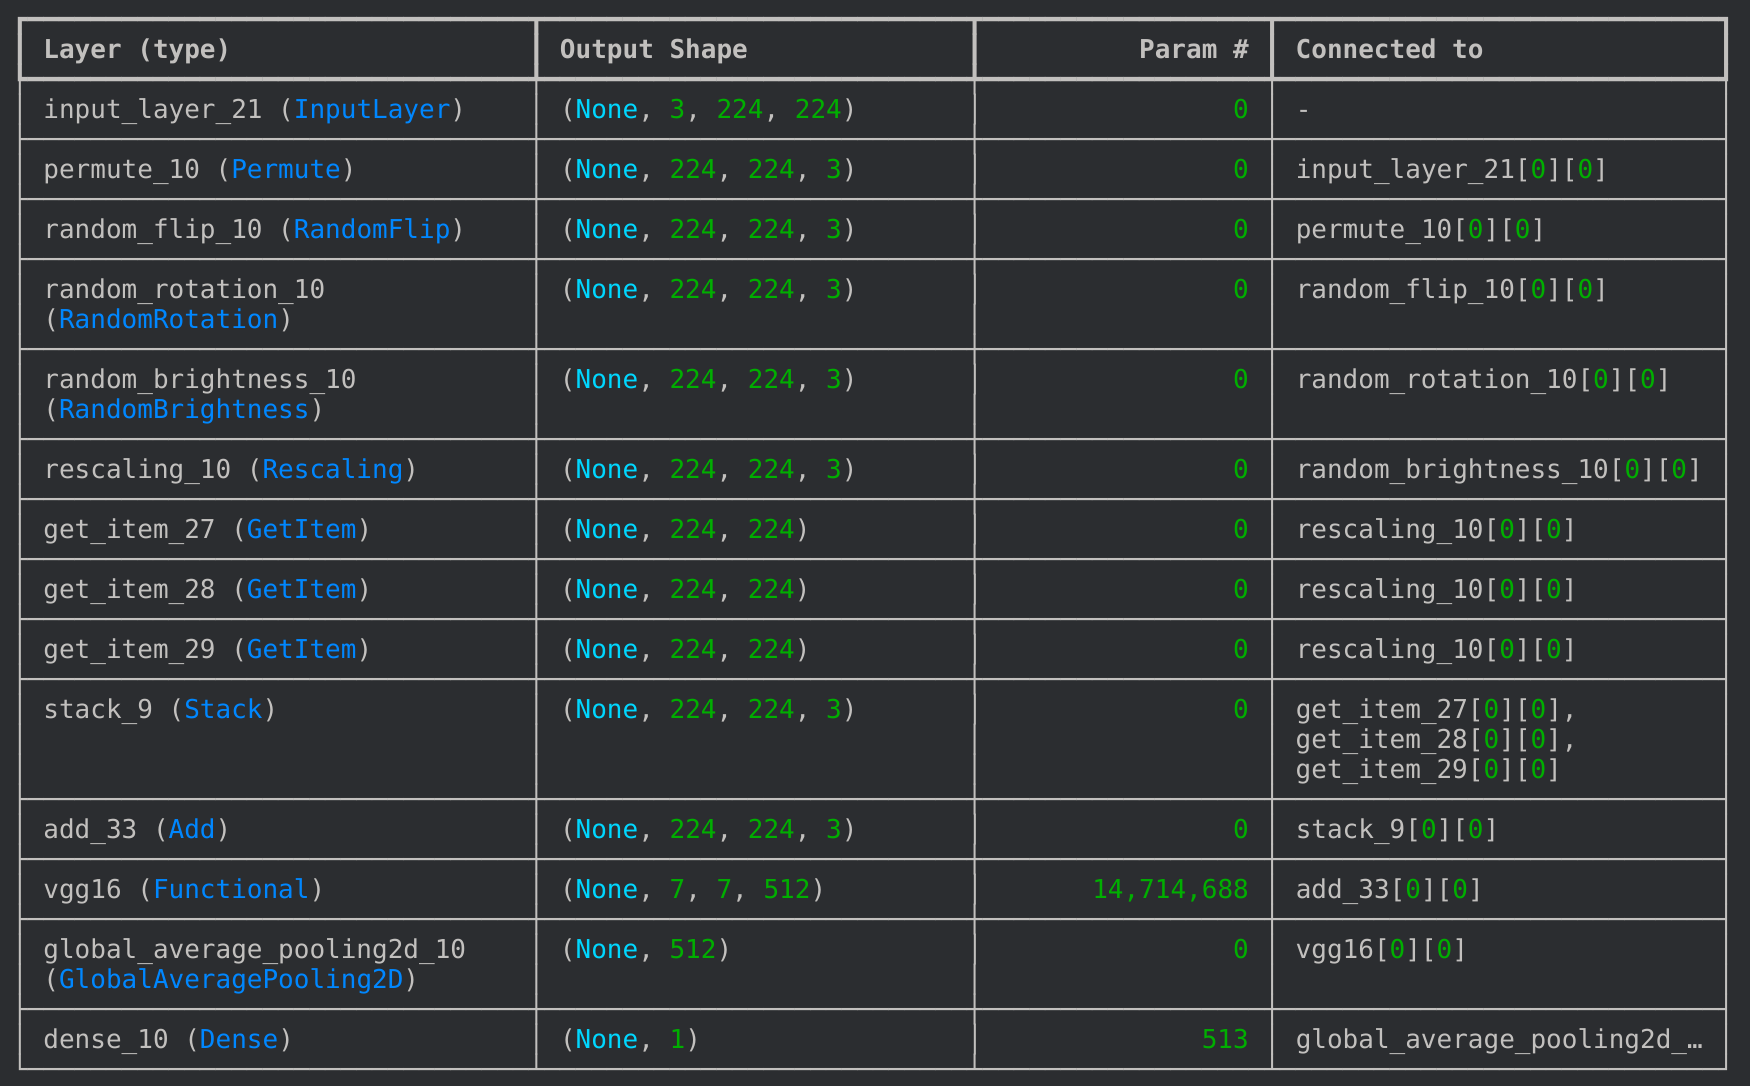 Layer (type) Output Shape Param # Connected to
input_layer_21 (InputLayer) (None, 3, 224, 224) 0 -
permute_10 (Permute) (None, 224, 224, 3) 0 input_layer_21[0][0]
random_flip_10 (RandomFlip) (None, 224, 224, 3) 0 permute_10[0][0]
random_rotation_10 (None, 224, 224, 3) 0 random_flip_10[0][0]
(RandomRotation)
random_brightness_10 (None, 224, 224, 3) 0 random_rotation_10[0][0]
(RandomBrightness)
rescaling_10 (Rescaling) (None, 224, 224, 3) 0 random_brightness_10[0][0]
get_item_27 (GetItem) (None, 224, 224) 0 rescaling_10[0][0]
get_item_28 (GetItem) (None, 224, 224) 0 rescaling_10[0][0]
get_item_29 (GetItem) (None, 224, 224) 0 rescaling_10[0][0]
stack_9 (Stack) (None, 224, 224, 3) 0 get_item_27[0][0],
get_item_28[0][0],
get_item_29[0][0]
add_33 (Add) (None, 224, 224, 3) 0 stack_9[0][0]
vgg16 (Functional) (None, 7, 7, 512) 14,714,688 add_33[0][0]
global_average_pooling2d_10 (None, 512) 0 vgg16[0][0]
(GlobalAveragePooling2D)
dense_10 (Dense) (None, 1) 513 global_average_pooling2d_…